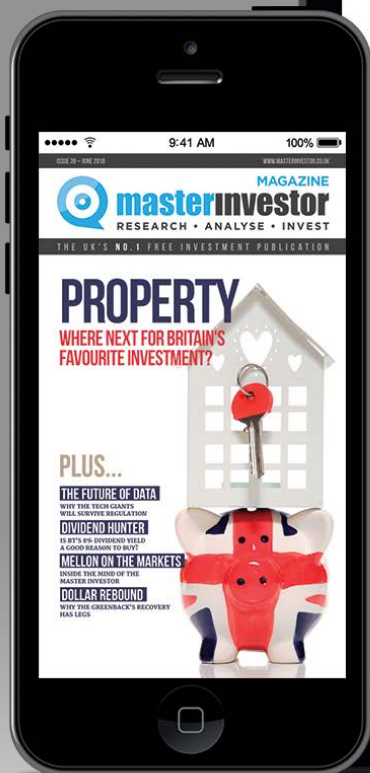 9:41 AM
100%
ISSUE 39 – JUNE 2018
WWW.MASTERINVESTOR.CO.UK
MAGAZINE
masterinvestor
RESEARCH • ANALYSE • INVEST
THE UK'S NO.1 FREE INVESTMENT PUBLICATION
PROPERTY
WHERE NEXT FOR BRITAIN'S
FAVOURITE INVESTMENT?
PLUS...
THE FUTURE OF DATA
WHY THE TECH GIANTS
WILL SURVIVE REGULATION
DIVIDEND HUNTER
IS BT'S 8% DIVIDEND YIELD
A GOOD REASON TO BUY?
MELLON ON THE MARKETS
INSIDE THE MIND OF THE
MASTER INVESTOR
DOLLAR REBOUND
WHY THE GREENBACK'S RECOVERY
HAS LEGS